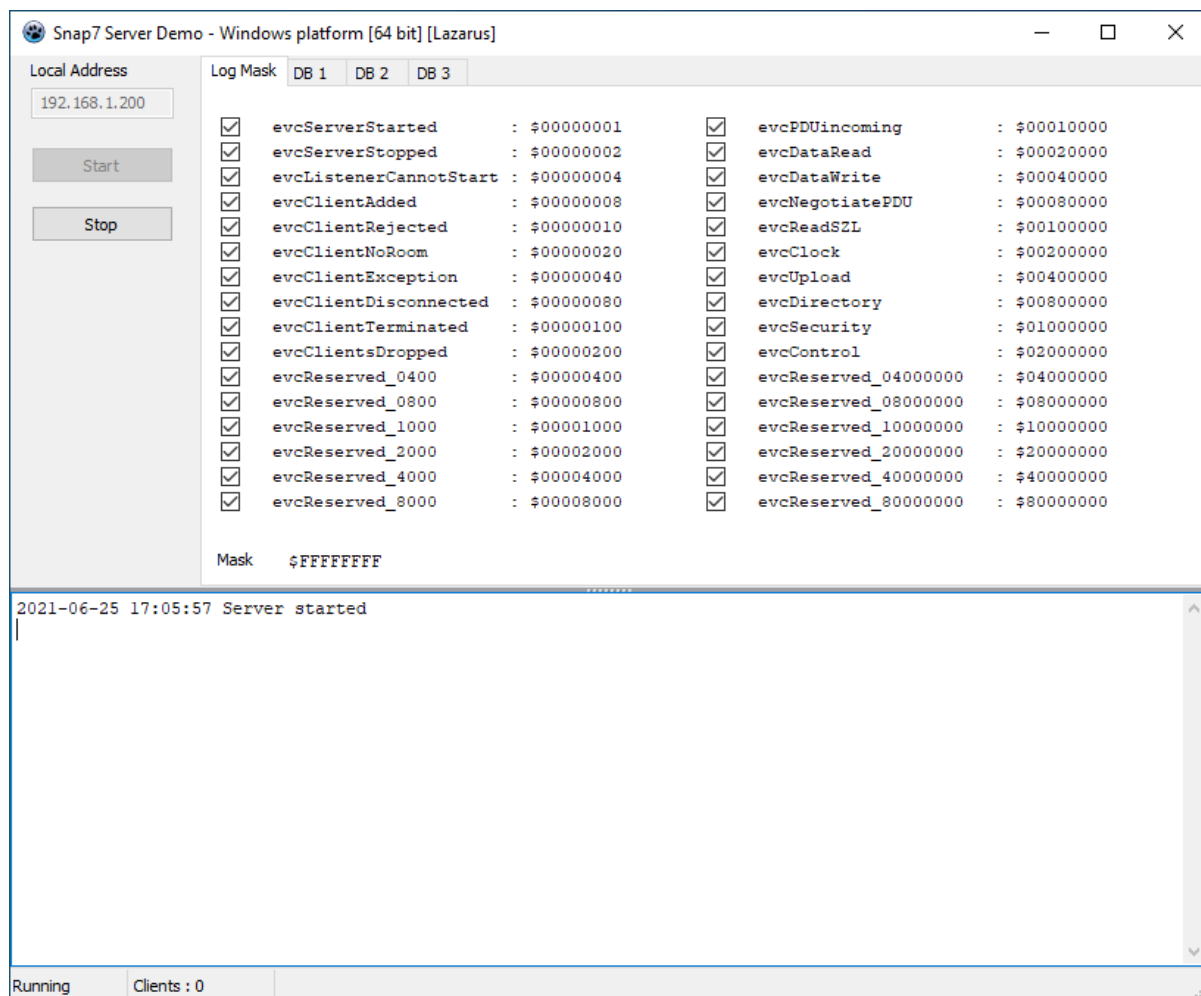 Snap7 Server Demo - Windows platform [64 bit] [Lazarus]
Local Address
192.168.1.200
Start
Stop
Log Mask DB 1 DB 2 DB 3
evcServerStarted : $00000001 evcPDUincoming : $00010000
evcServerStopped : $00000002 evcDataRead : $00020000
evcListenerCannotStart : $00000004 evcDataWrite : $00040000
evcClientAdded : $00000008 evcNegotiatePDU : $00080000
evcClientRejected : $00000010 evcReadSZL : $00100000
evcClientNoRoom : $00000020 evcClock : $00200000
evcClientException : $00000040 evcUpload : $00400000
evcClientDisconnected : $00000080 evcDirectory : $00800000
evcClientTerminated : $00000100 evcSecurity : $01000000
evcClientsDropped : $00000200 evcControl : $02000000
evcReserved_0400 : $00000400 evcReserved_04000000 : $04000000
evcReserved_0800 : $00000800 evcReserved_08000000 : $08000000
evcReserved_1000 : $00001000 evcReserved_10000000 : $10000000
evcReserved_2000 : $00002000 evcReserved_20000000 : $20000000
evcReserved_4000 : $00004000 evcReserved_40000000 : $40000000
evcReserved_8000 : $00008000 evcReserved_80000000 : $80000000
Mask $FFFFFFFF
2021-06-25 17:05:57 Server started
Running Clients : 0